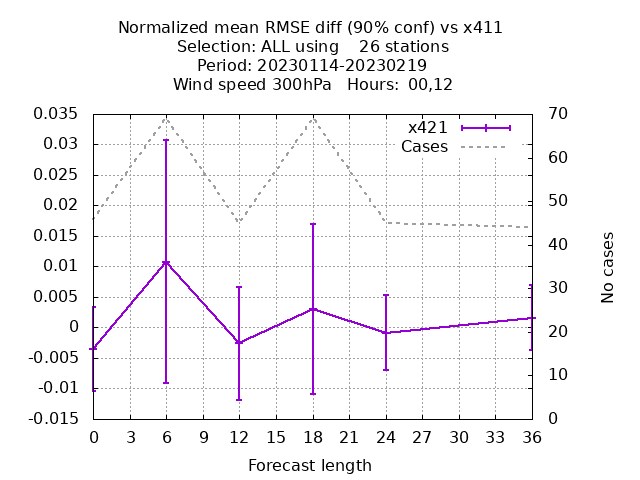 Normalized mean RMSE diff (90% conf) vs x411
Selection: ALL using    26 stations
Period: 20230114-20230219
Wind speed 300hPa   Hours:  00,12
x421
Cases
0.035
0.03
0.025
0.02
0.015
0.01
0.005
0
-0.005
-0.01
-0.015
70
60
50
40
30
20
10
0
No cases
0 3 6 9 12 15 18 21 24 27 30 33 36
Forecast length